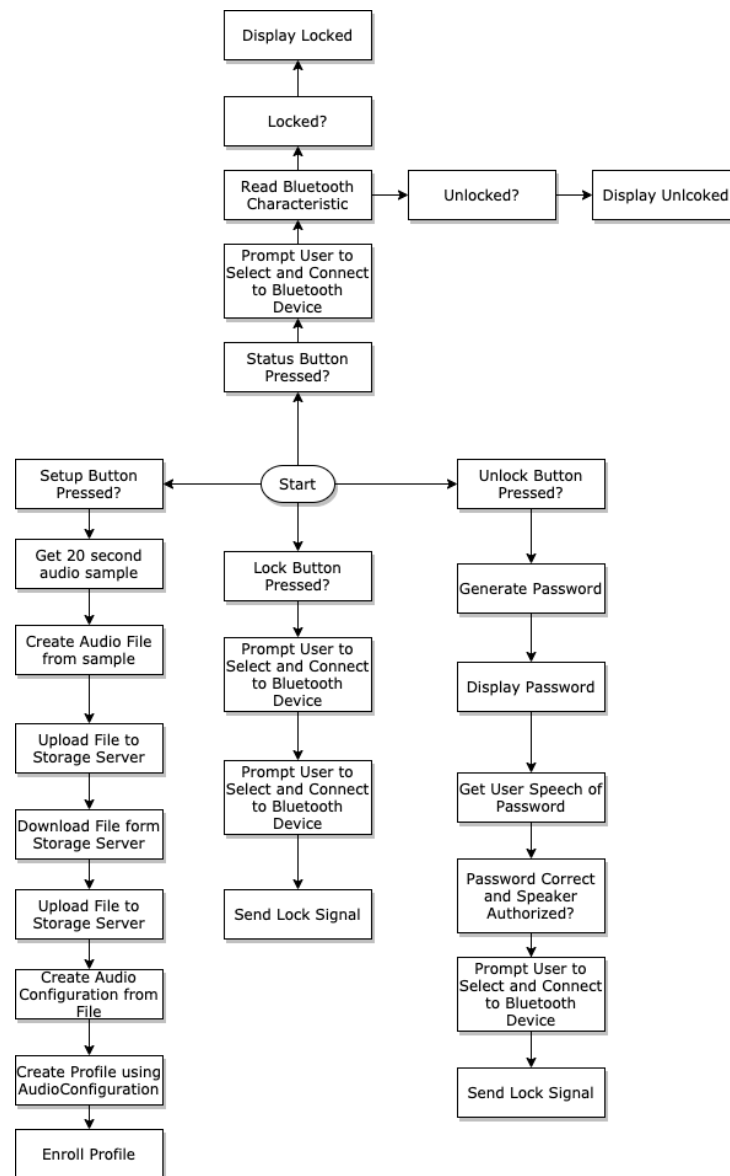 Display Locked
Locked?
Read Bluetooth
Characteristic
Unlocked?
Display Unlcoked
Prompt User to
Select and Connect
to Bluetooth
Device
Status Button
Pressed?
Setup Button
Pressed?
Start
Unlock Button
Pressed?
Get 20 second
audio sample
Create Audio File
from sample
Upload File to
Storage Server
Download File form
Storage Server
Upload File to
Storage Server
Create Audio
Configuration from
File
Create Profile using
AudioConfiguration
Enroll Profile
Lock Button
Pressed?
Prompt User to
Select and Connect
to Bluetooth
Device
Prompt User to
Select and Connect
to Bluetooth
Device
Send Lock Signal
Generate Password
Display Password
Get User Speech of
Password
Password Correct
and Speaker
Authorized?
Prompt User to
Select and Connect
to Bluetooth
Device
Send Lock Signal